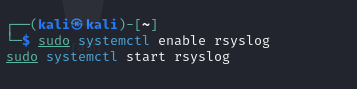 ┌──(kali㉿kali)-[~]
└─$ sudo systemctl enable rsyslog
sudo systemctl start rsyslog